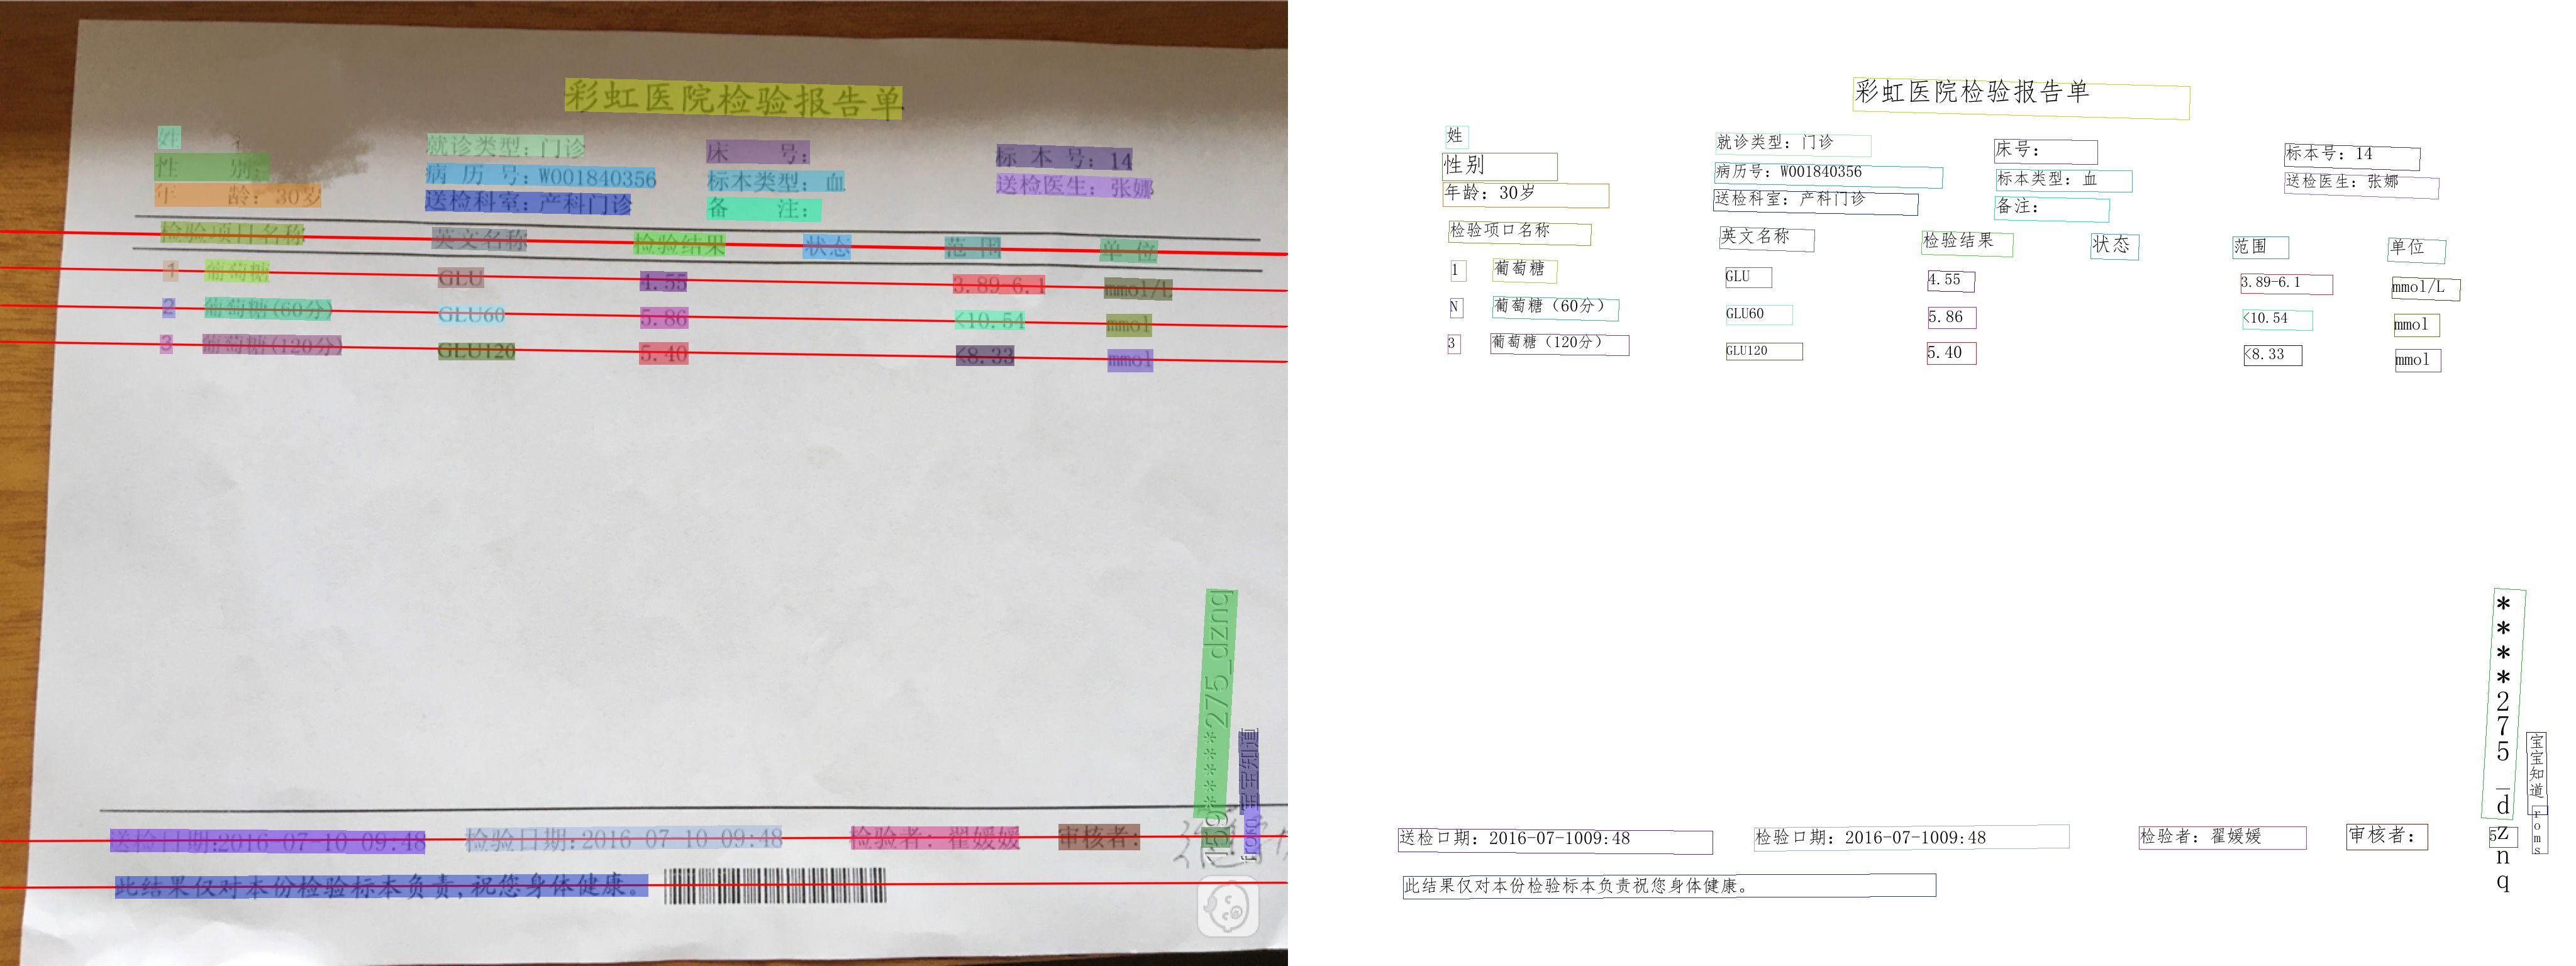 彩虹医院检验报告单
姓 就诊类型：门诊 床 号： 标 本 号：14
性 别： 病 历 号：W001840356 标本类型：血 送检医生：张娜
年 龄：30岁 送检科室：产科门诊 备 注：
检验项目名称 英文名称 检验结果 状态 范 围 单 位
1 葡萄糖 GLU 4.55 3.89-6.1 mmol/L
2 葡萄糖(60分) GLU60 5.86 <10.54 mmol
3 葡萄糖(120分) GLU120 5.40 <8.33 mmol
159*****275_dznq
from 宝宝知道
送检日期:2016-07-10 09:48 检验日期:2016-07-10 09:48 检验者：翟媛媛 审核者：
此结果仅对本份检验标本负责,祝您身体健康。
彩虹医院检验报告单
姓 就诊类型：门诊 床号： 标本号：14
性别 病历号：W001840356 标本类型：血 送检医生：张娜
年龄：30岁 送检科室：产科门诊 备注：
检验项口名称 英文名称 检验结果 状态 范围 单位
1 葡萄糖 GLU 4.55 3.89-6.1 mmol/L
N 葡萄糖（60分） GLU60 5.86 <10.54 mmol
3 葡萄糖（120分） GLU120 5.40 <8.33 mmol
****275_dznq
宝宝知道
roms
送检口期：2016-07-1009:48 检验口期：2016-07-1009:48 检验者：翟媛媛 审核者： 5
此结果仅对本份检验标本负责祝您身体健康。